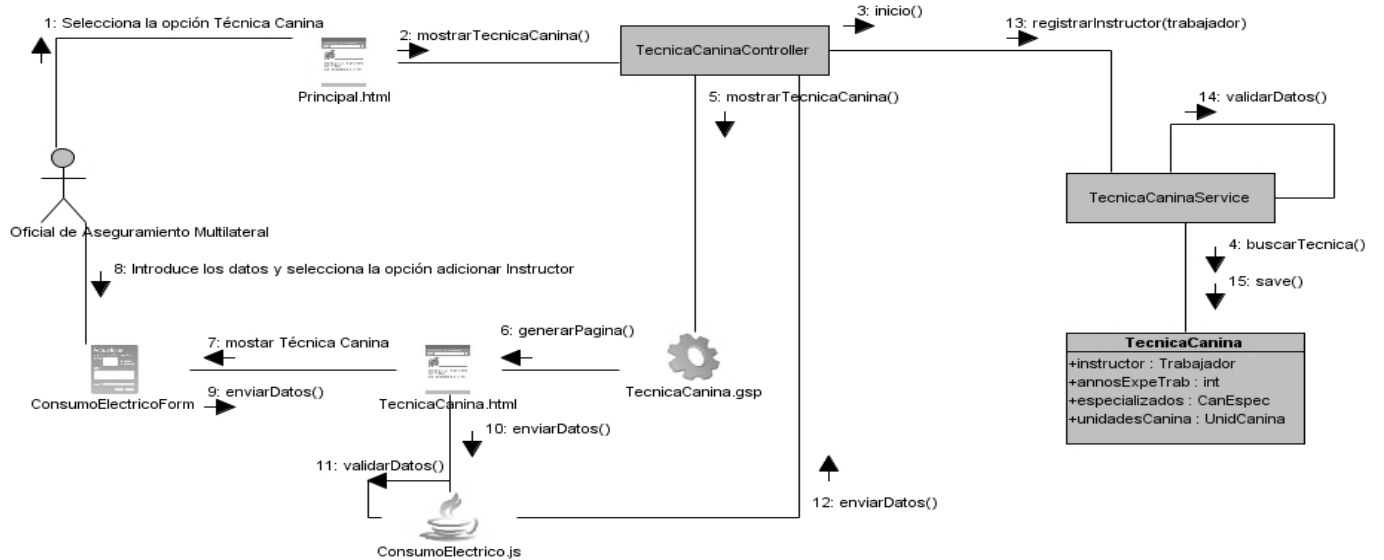 1: Selecciona la opción Técnica Canina
3: inicio()
13: registrarInstructor(trabajador)
2: mostrarTecnicaCanina()
TecnicaCaninaController
Principal.html
5: mostrarTecnicaCanina()
14: validarDatos()
TecnicaCaninaService
Oficial de Aseguramiento Multilateral
4: buscarTecnica()
8: Introduce los datos y selecciona la opción adicionar Instructor
15: save()
6: generarPagina()
7: mostar Técnica Canina
TecnicaCanina
+instructor : Trabajador
+annosExpeTrab : int
+especializados : CanEspec
+unidadesCanina : UnidCanina
9: enviarDatos()
ConsumoElectricoForm
TecnicaCanina.html
TecnicaCanina.gsp
10: enviarDatos()
11: validarDatos()
12: enviarDatos()
ConsumoElectrico.js